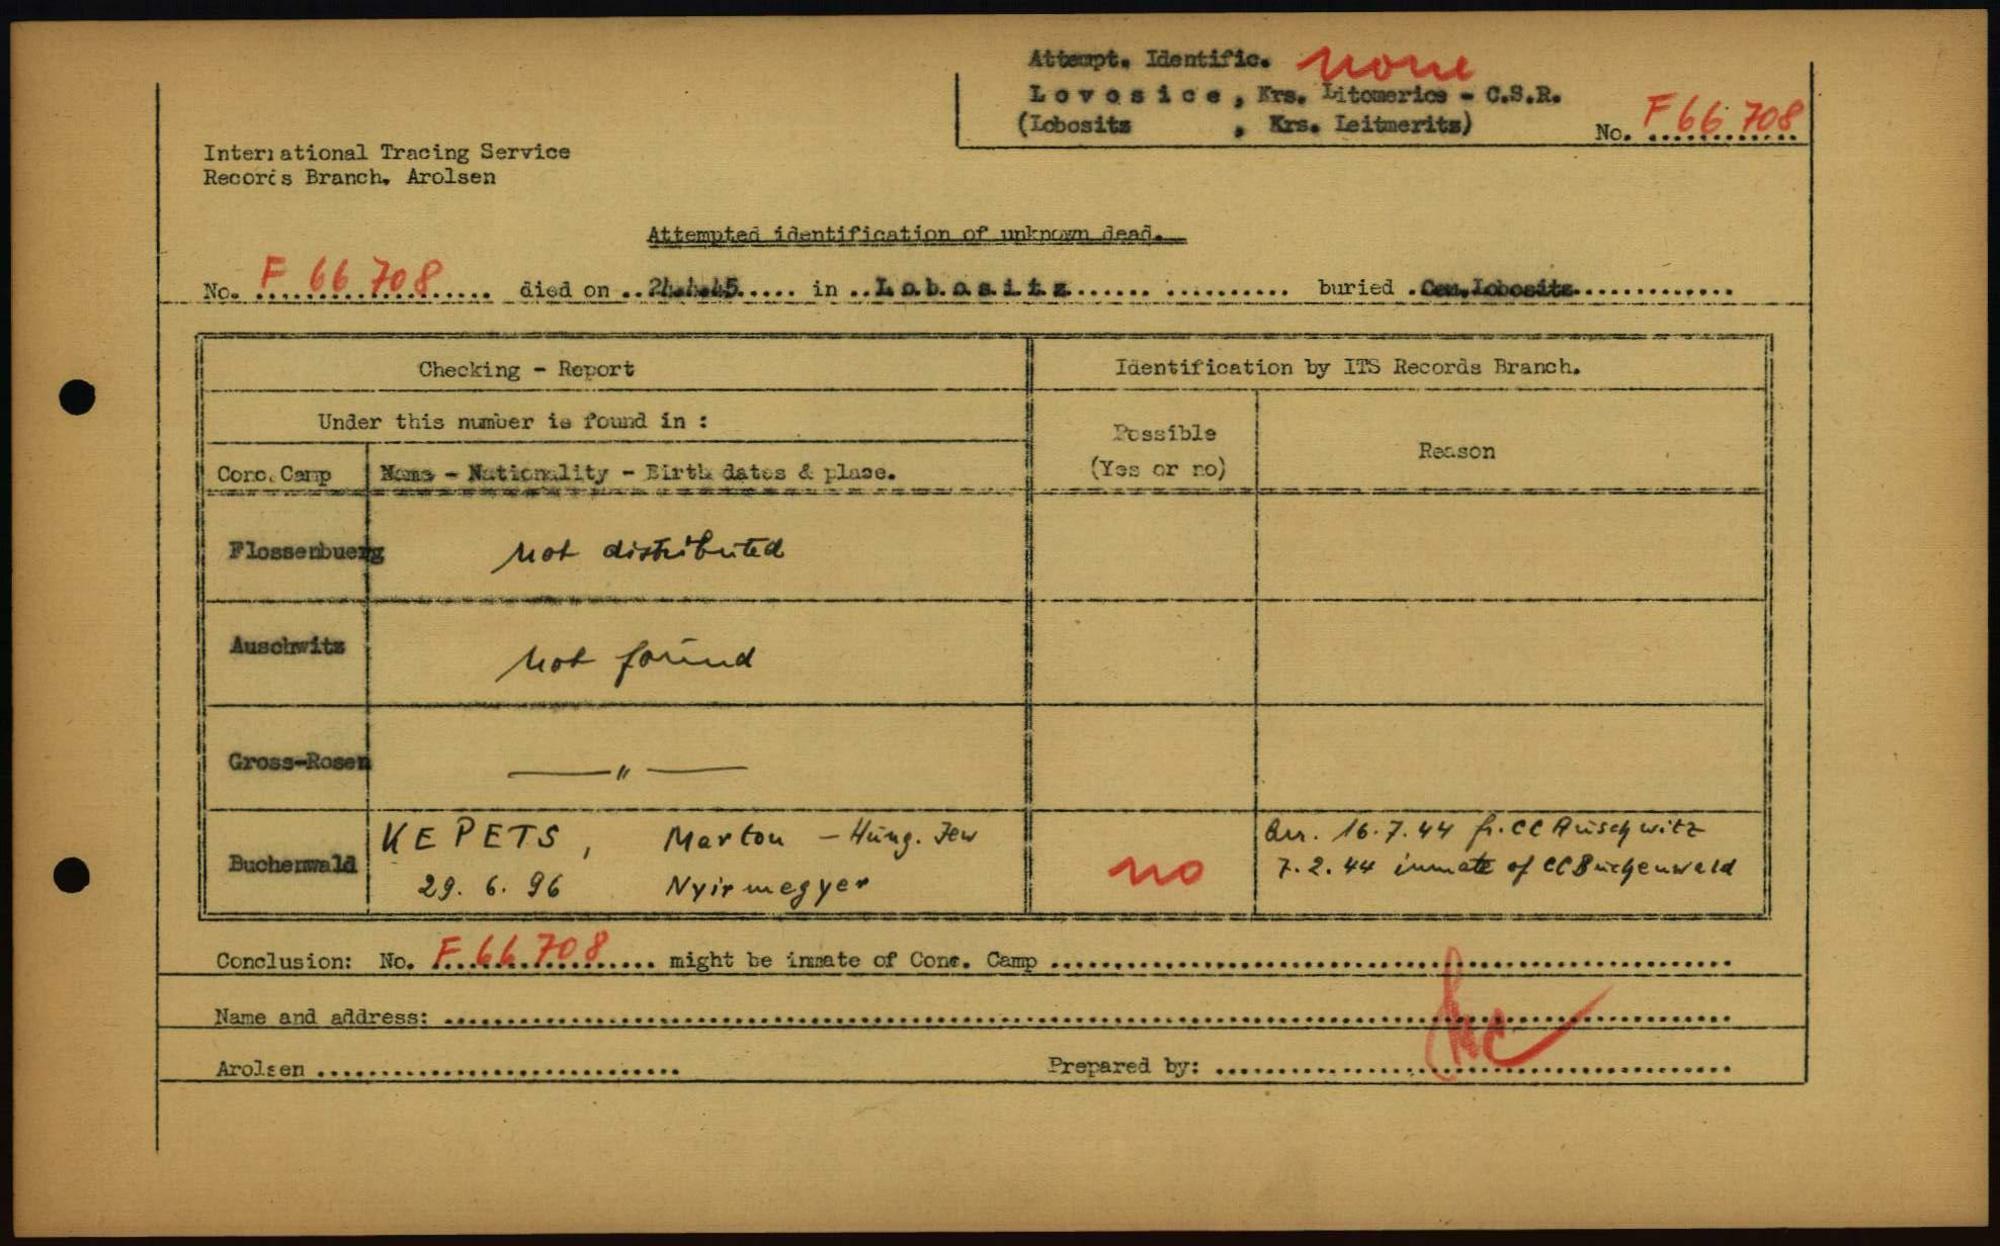 Attempt. Identific. none
Lovosice, Krs. Litomerice - C.S.R.
(Lobositz , Krs. Leitmeritz) No. F 66 708
International Tracing Service
Records Branch, Arolsen
Attempted identification of unknown dead.
No. F 66 708 died on 24.4.45 in Lobositz buried Cem. Lobositz
Checking - Report Identification by ITS Records Branch.
Under this number is found in :
Possible
(Yes or no)
Reason
Conc. Camp Name - Nationality - Birth dates & place.
Flossenbuerg not distributed
Auschwitz not found
Gross-Rosen —— " ——
Buchenwald
KEPETS, Marton - Hung. Jew
29. 6. 96 Nyirmegyer
no
arr. 16.7.44 fr. CC Auschwitz
7.2.44 inmate of CC Buchenwald
Conclusion: No. F 66 708 might be inmate of Conc. Camp
Name and address:
Arolsen Prepared by: